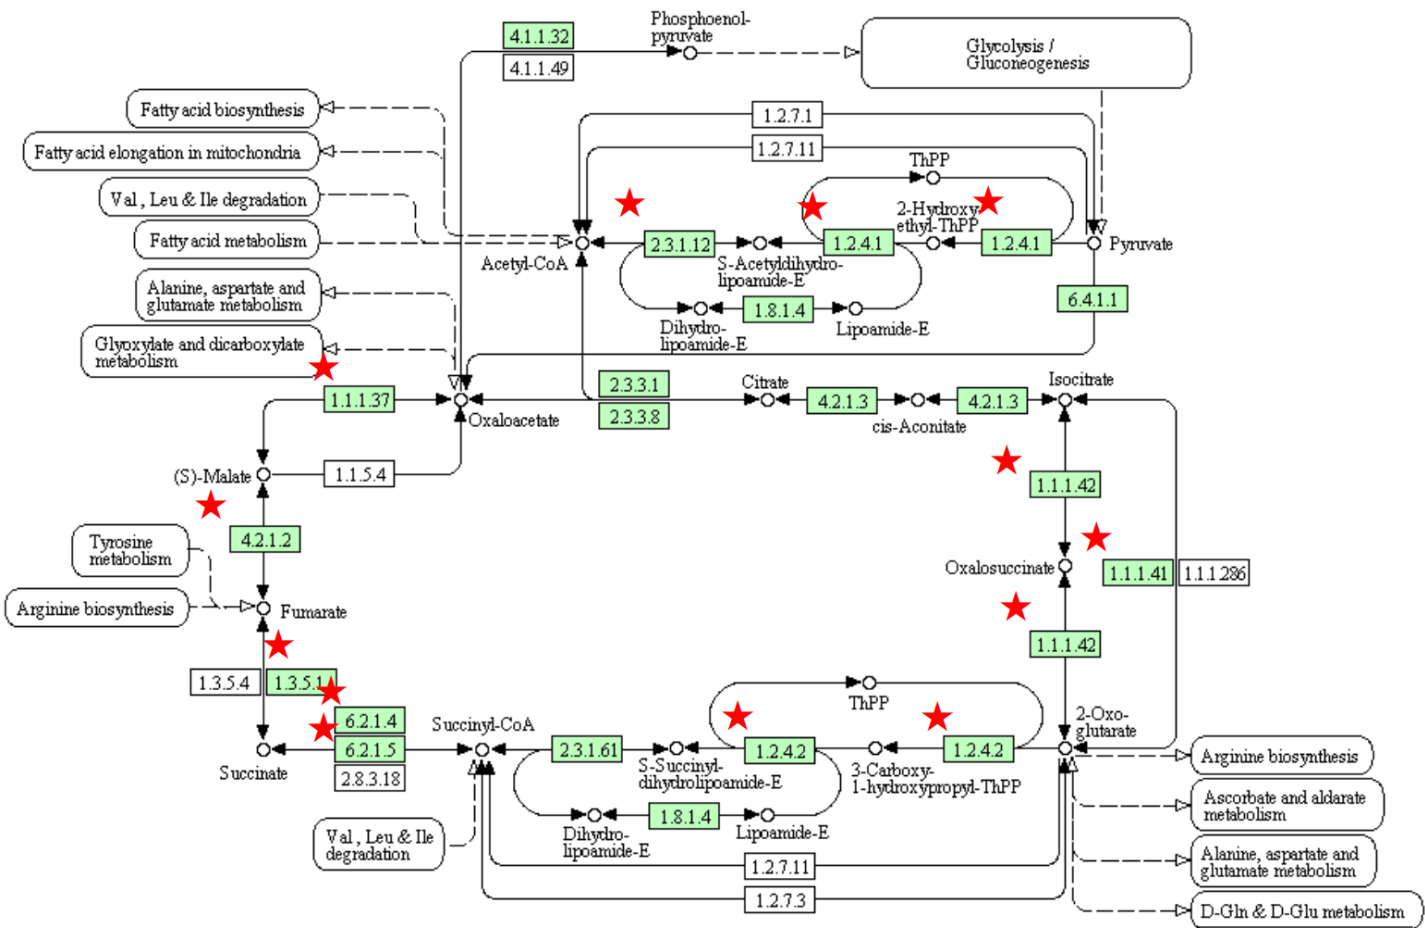 Phosphoenol-
pyruvate
4.1.1.32
4.1.1.49
Glycolysis /
Gluconeogenesis
Fatty acid biosynthesis
Fatty acid elongation in mitochondria
Val , Leu & Ile degradation
Fatty acid metabolism
Alanine, aspartate and
glutamate metabolism
Glyoxylate and dicarboxylate
metabolism
1.2.7.1
1.2.7.11
ThPP
2-Hydroxy-
ethyl-ThPP
2.3.1.12
1.2.4.1
1.2.4.1
Pyruvate
Acetyl-CoA
S-Acetyldihydro-
lipoamide-E
6.4.1.1
1.8.1.4
Dihydro-
lipoamide-E
Lipoamide-E
1.1.1.37
Oxaloacetate
2.3.3.1
2.3.3.8
Citrate
4.2.1.3
cis-Aconitate
4.2.1.3
Isocitrate
(S)-Malate
1.1.5.4
1.1.1.42
4.2.1.2
Tyrosine
metabolism
Arginine biosynthesis
Fumarate
Oxalosuccinate
1.1.1.41
1.1.1.286
1.1.1.42
1.3.5.4
1.3.5.1
6.2.1.4
6.2.1.5
2.8.3.18
Succinate
Succinyl-CoA
2.3.1.61
S-Succinyl-
dihydrolipoamide-E
1.2.4.2
ThPP
3-Carboxy-
1-hydroxypropyl-ThPP
1.2.4.2
2-Oxo-
glutarate
1.8.1.4
Dihydro-
lipoamide-E
Lipoamide-E
Val , Leu & Ile
degradation
1.2.7.11
1.2.7.3
Arginine biosynthesis
Ascorbate and aldarate
metabolism
Alanine, aspartate and
glutamate metabolism
D-Gln & D-Glu metabolism